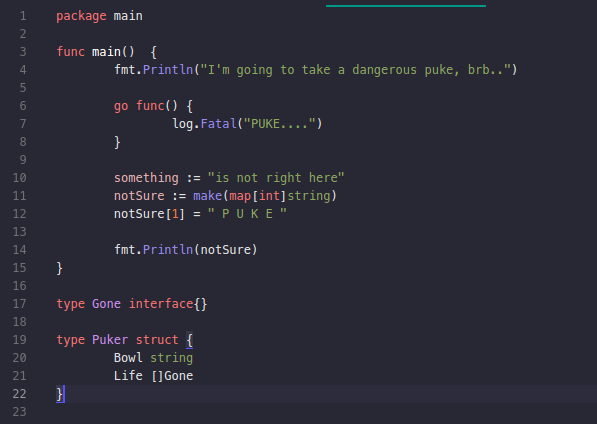 1 package main
2
3 func main()  {
4         fmt.Println("I'm going to take a dangerous puke, brb..")
5
6         go func() {
7                 log.Fatal("PUKE....")
8         }
9
10         something := "is not right here"
11         notSure := make(map[int]string)
12         notSure[1] = " P U K E "
13
14         fmt.Println(notSure)
15 }
16
17 type Gone interface{}
18
19 type Puker struct {
20         Bowl string
21         Life []Gone
22 }
23